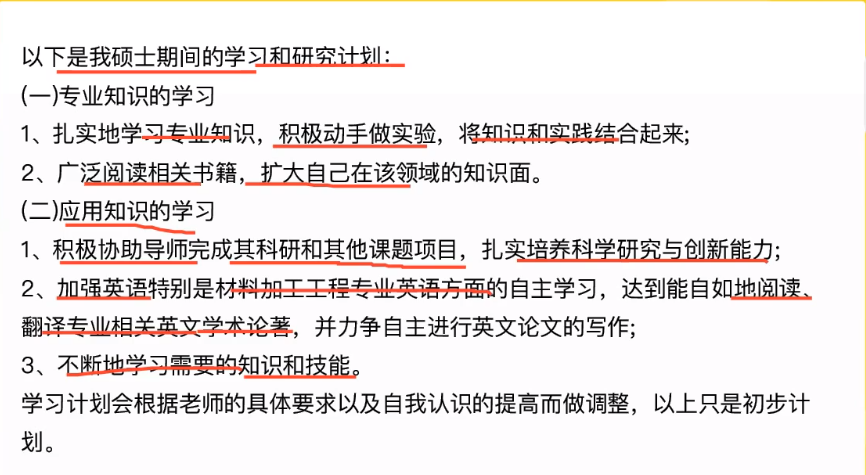 以下是我硕士期间的学习和研究计划：
(一)专业知识的学习
1、扎实地学习专业知识，积极动手做实验，将知识和实践结合起来;
2、广泛阅读相关书籍，扩大自己在该领域的知识面。
(二)应用知识的学习
1、积极协助导师完成其科研和其他课题项目，扎实培养科学研究与创新能力;
2、加强英语特别是材料加工工程专业英语方面的自主学习，达到能自如地阅读、
翻译专业相关英文学术论著，并力争自主进行英文论文的写作;
3、不断地学习需要的知识和技能。
学习计划会根据老师的具体要求以及自我认识的提高而做调整，以上只是初步计
划。